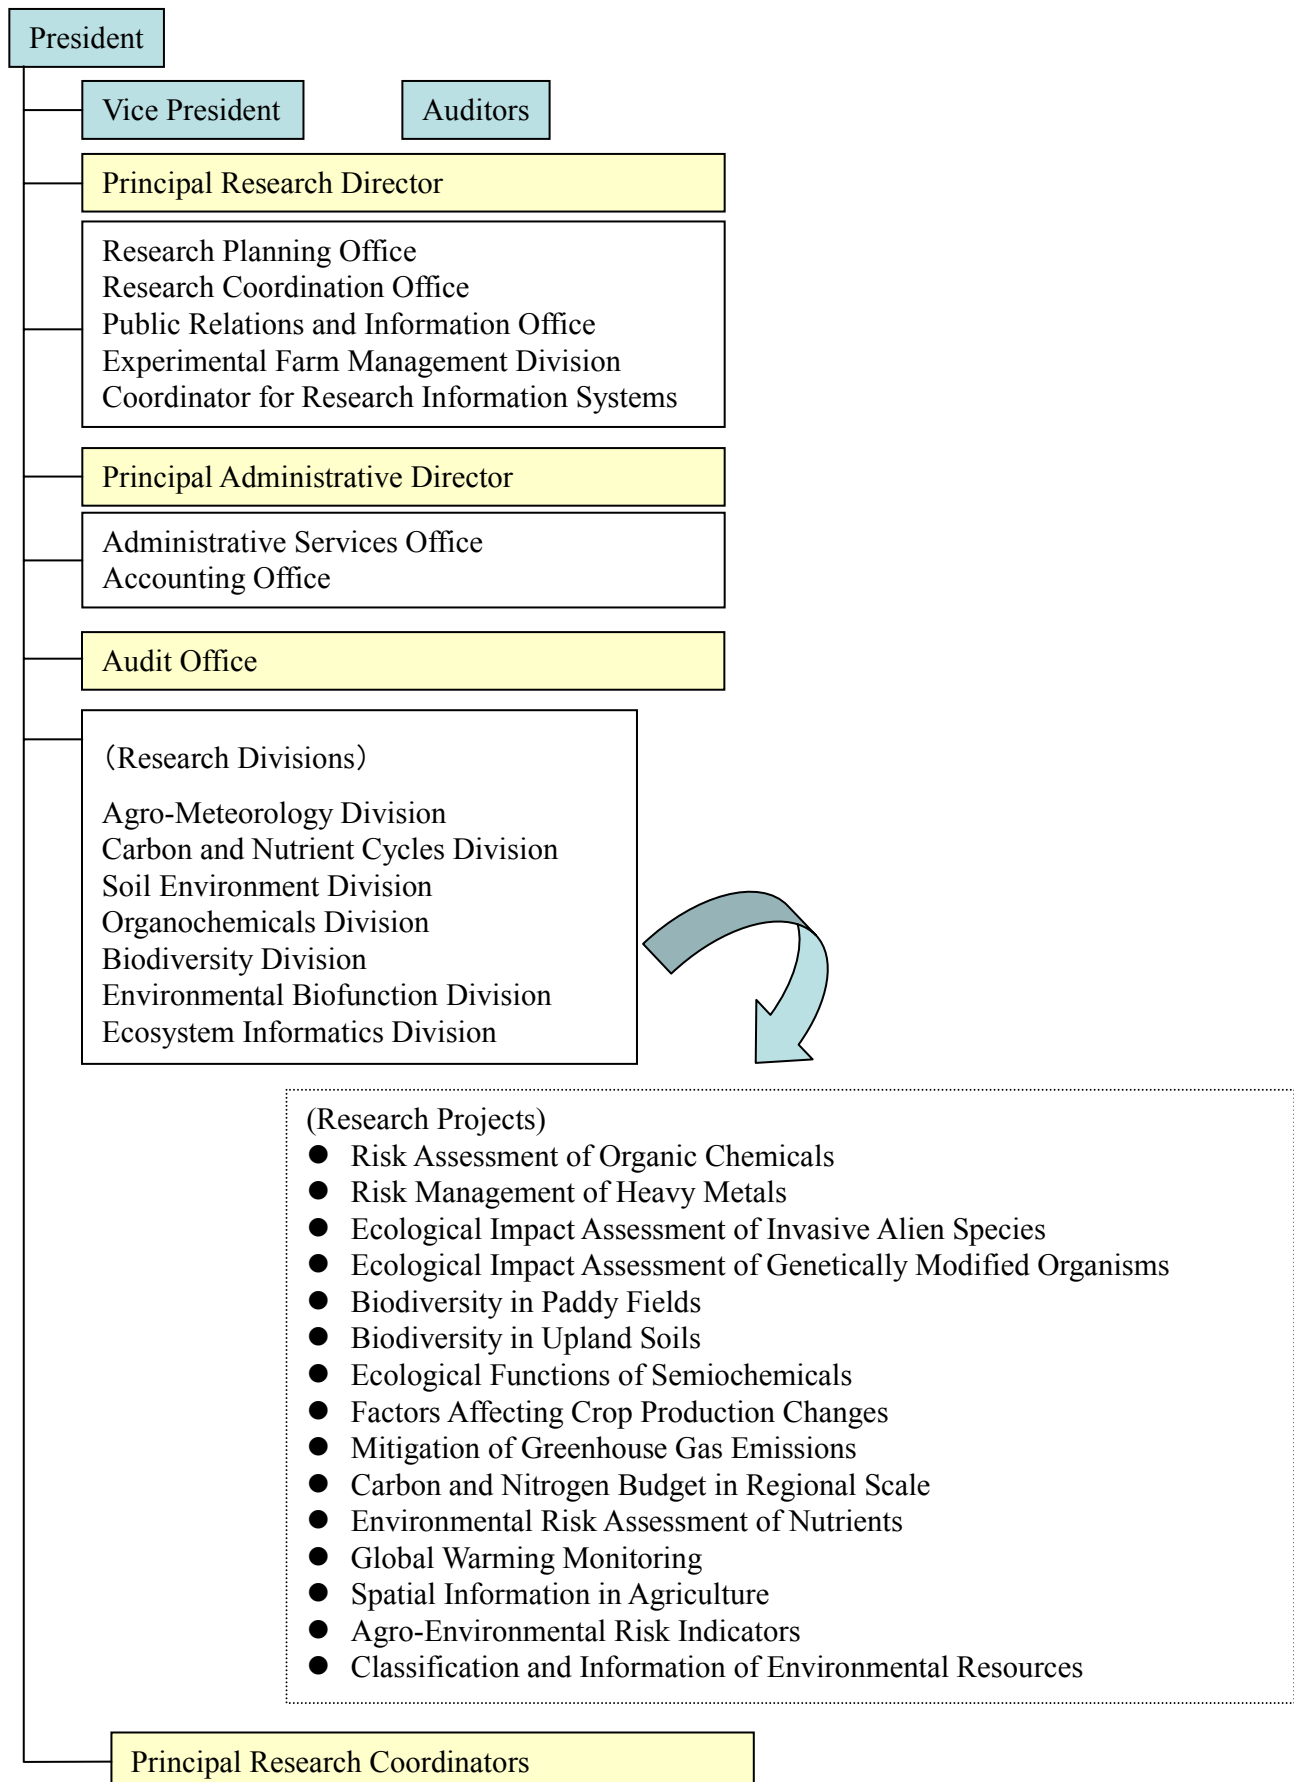 President
Vice President
Auditors
Principal Research Director
Research Planning Office
Research Coordination Office
Public Relations and Information Office
Experimental Farm Management Division
Coordinator for Research Information Systems
Principal Administrative Director
Administrative Services Office
Accounting Office
Audit Office
（Research Divisions）
Agro-Meteorology Division
Carbon and Nutrient Cycles Division
Soil Environment Division
Organochemicals Division
Biodiversity Division
Environmental Biofunction Division
Ecosystem Informatics Division
(Research Projects)
● Risk Assessment of Organic Chemicals
● Risk Management of Heavy Metals
● Ecological Impact Assessment of Invasive Alien Species
● Ecological Impact Assessment of Genetically Modified Organisms
● Biodiversity in Paddy Fields
● Biodiversity in Upland Soils
● Ecological Functions of Semiochemicals
● Factors Affecting Crop Production Changes
● Mitigation of Greenhouse Gas Emissions
● Carbon and Nitrogen Budget in Regional Scale
● Environmental Risk Assessment of Nutrients
● Global Warming Monitoring
● Spatial Information in Agriculture
● Agro-Environmental Risk Indicators
● Classification and Information of Environmental Resources
Principal Research Coordinators